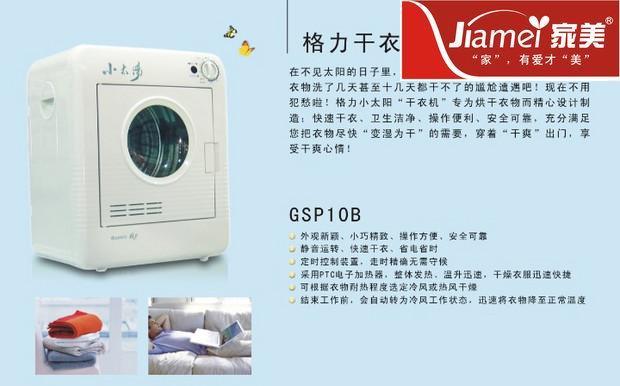 格力干衣
Jiamei 家美
“家”,有爱才“美”
小太阳
在不见太阳的日子里,
衣物洗了几天甚至十几天都干不了的尴尬遭遇吧!现在不用
犯愁啦!格力小太阳“干衣机”专为烘干衣物而精心设计制
造:快速干衣、卫生洁净、操作便利、安全可靠,充分满足
您把衣物尽快“变湿为干”的需要,穿着“干爽”出门,享
受干爽心情!
GSP10B
外观新颖、小巧精致、操作方便、安全可靠
静音运转、快速干衣、省电省时
定时控制装置,走时精确无需守候
采用PTC电子加热器,整体发热,温升迅速,干燥衣服迅速快捷
可根据衣物耐热程度选定冷风或热风干燥
结束工作前,会自动转为冷风工作状态,迅速将衣物降至正常温度